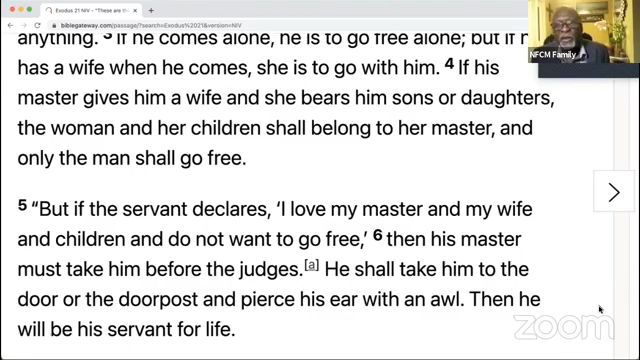 Exodus 21 NIV - "These are th
biblegateway.com/passage/?search=Exodus%2021&version=NIV
NFCM Family
anything. 3 If he comes alone, he is to go free alone; but if h
has a wife when he comes, she is to go with him. 4 If his
master gives him a wife and she bears him sons or daughters,
the woman and her children shall belong to her master, and
only the man shall go free.
5 "But if the servant declares, 'I love my master and my wife
and children and do not want to go free,' 6 then his master
must take him before the judges.[a] He shall take him to the
door or the doorpost and pierce his ear with an awl. Then he
will be his servant for life.
zoom